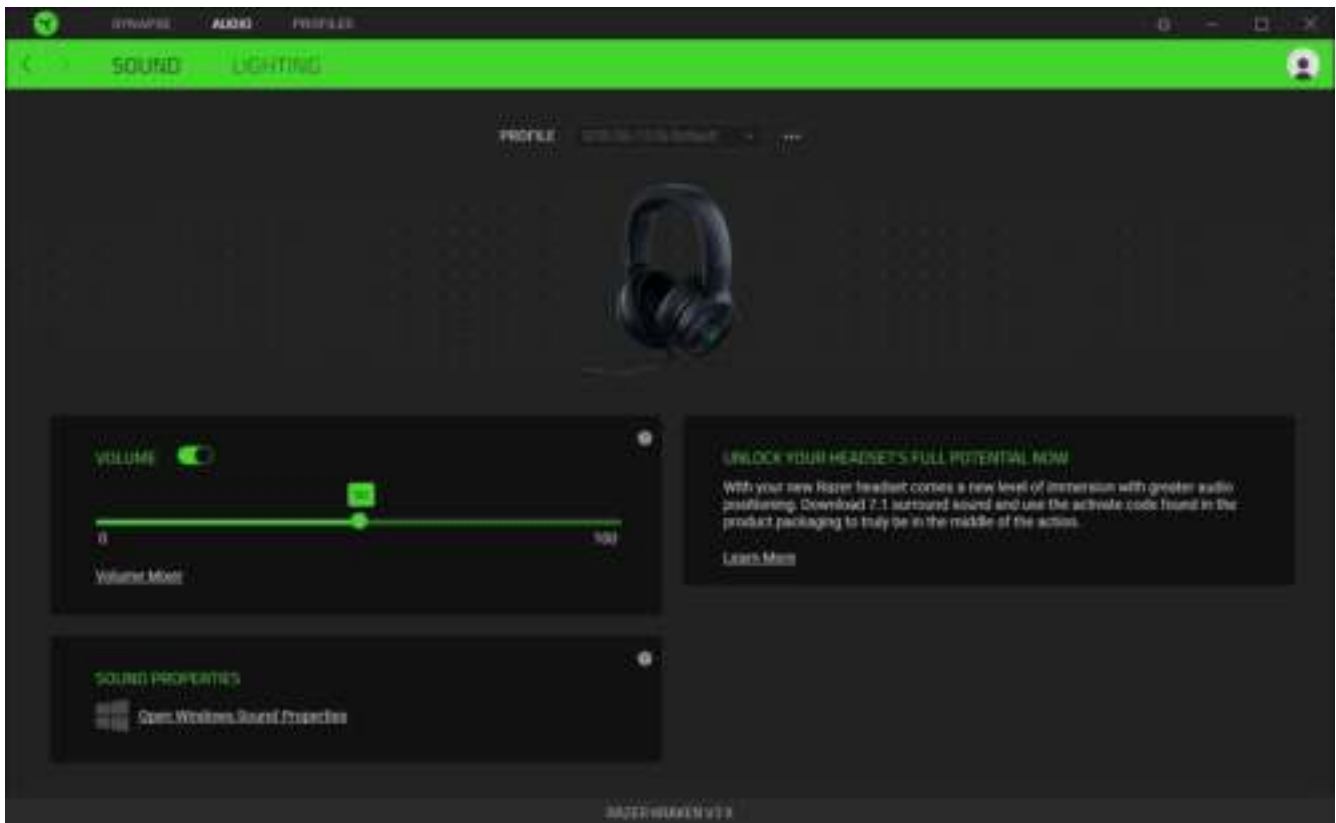 SYNAPSE AUDIO PROFILES
SOUND LIGHTING
PROFILE
VOLUME
50
0 100
Volume Mixer
SOUND PROPERTIES
Open Windows Sound Properties
UNLOCK YOUR HEADSET'S FULL POTENTIAL NOW
With your new Razer headset comes a new level of immersion with greater audio
positioning. Download 7.1 surround sound and use the activate code found in the
product packaging to truly be in the middle of the action.
Learn More
RAZER KRAKEN V3 X